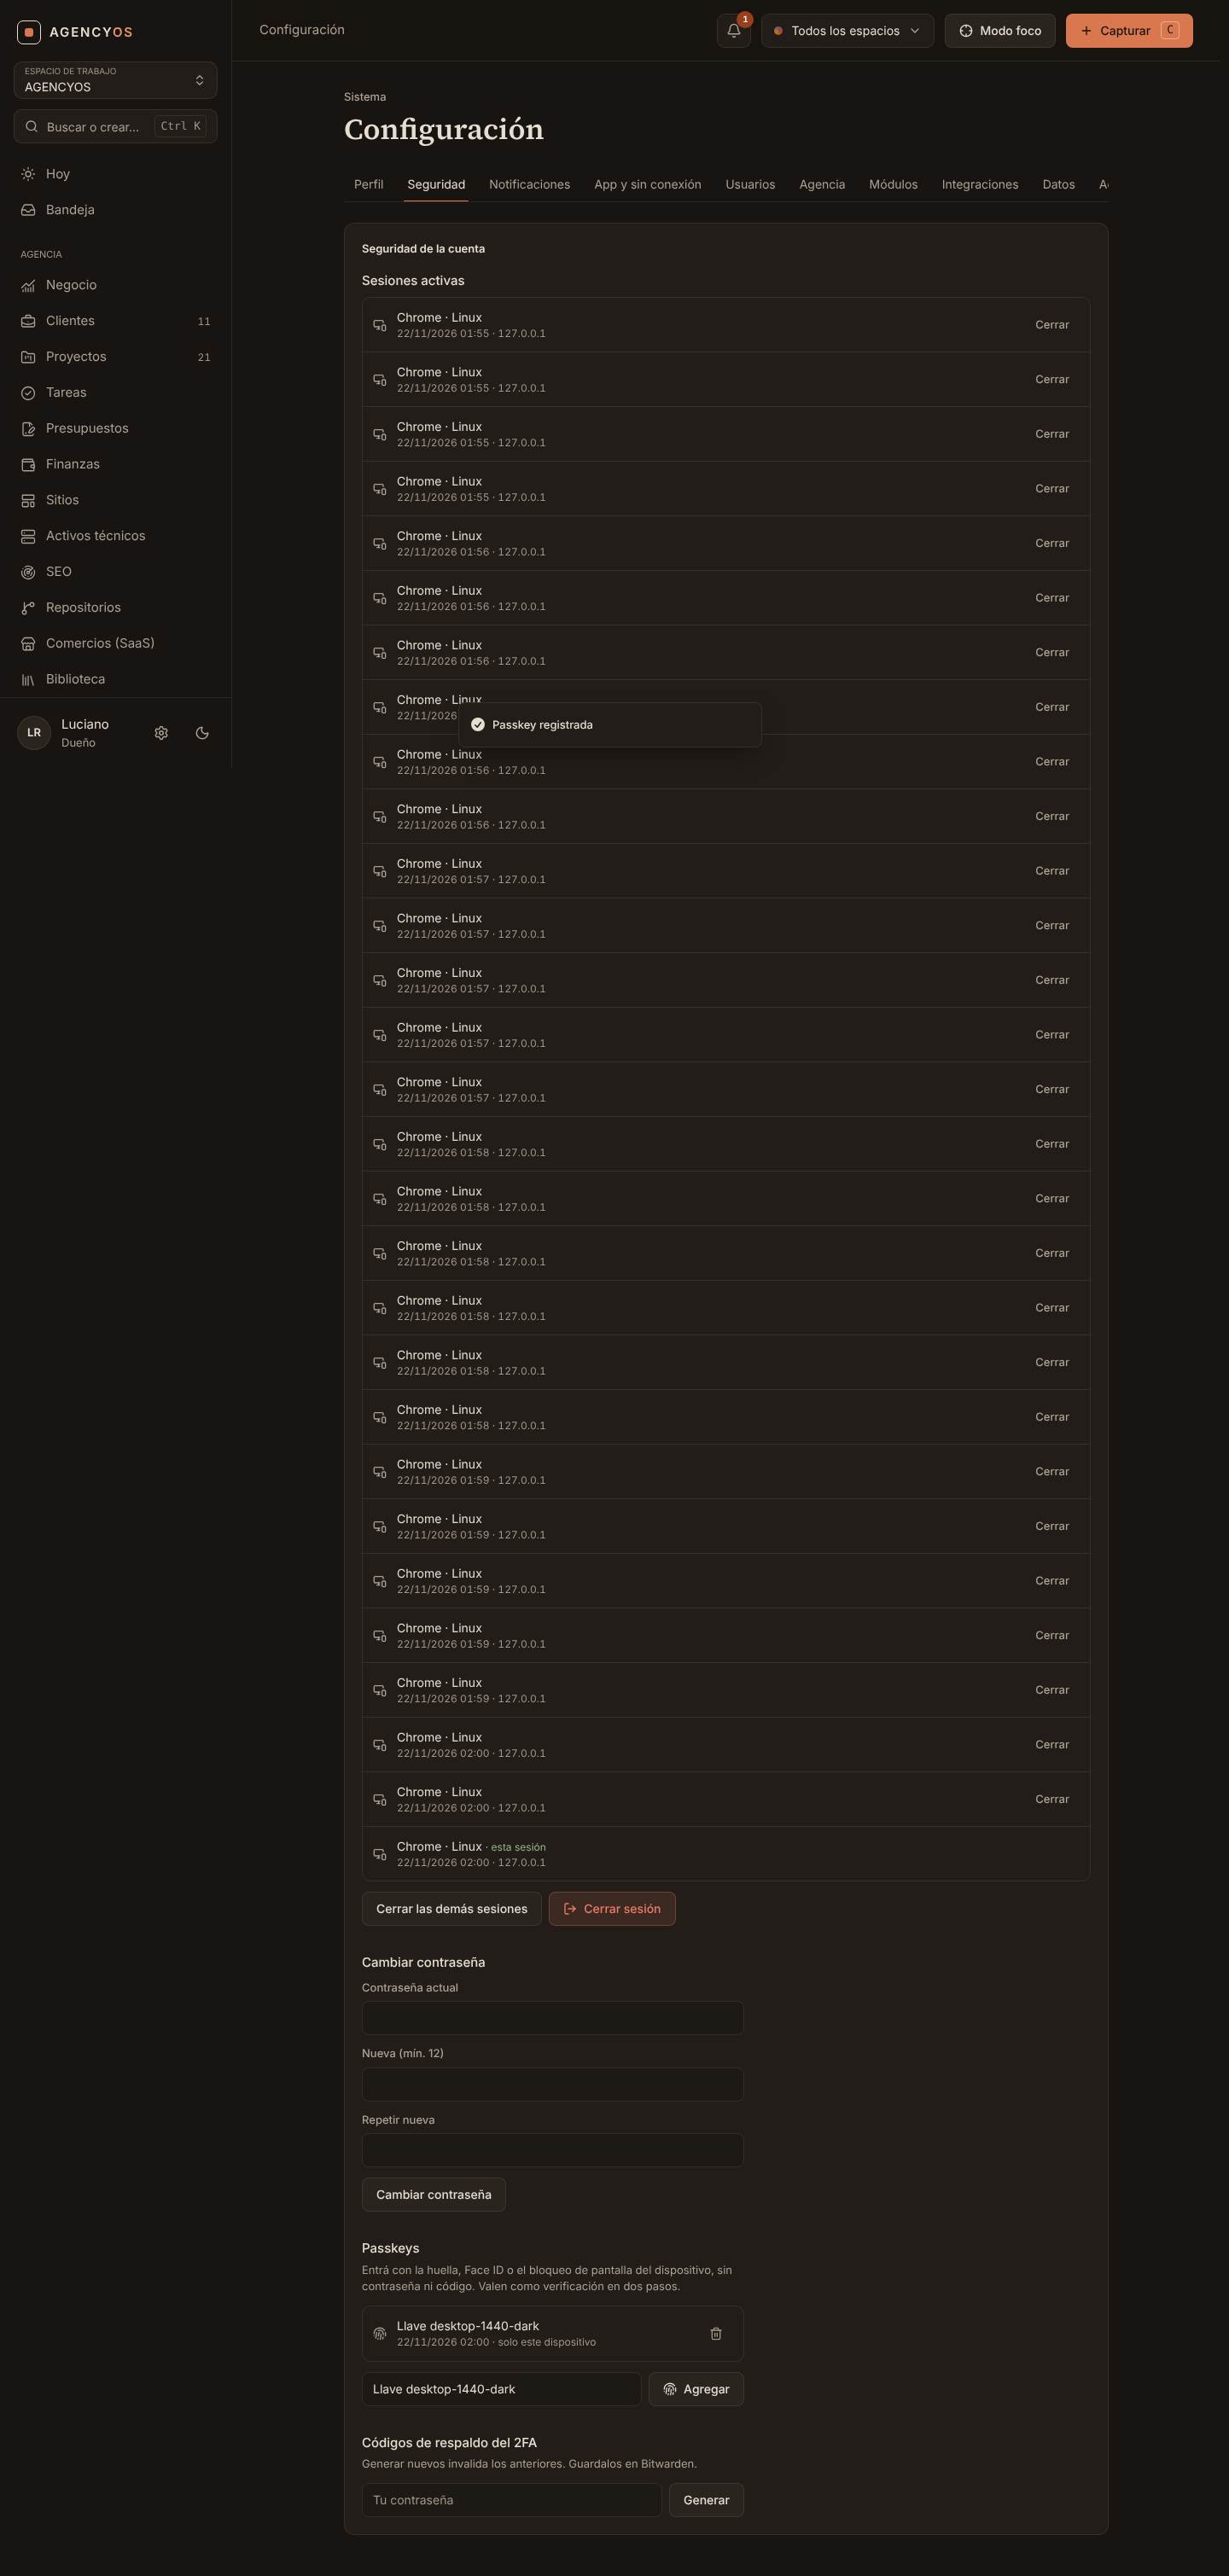 AGENCYOS
ESPACIO DE TRABAJO
AGENCYOS
Buscar o crear... Ctrl K
Hoy
Bandeja
AGENCIA
Negocio
Clientes 11
Proyectos 21
Tareas
Presupuestos
Finanzas
Sitios
Activos técnicos
SEO
Repositorios
Comercios (SaaS)
Biblioteca
LR
Luciano
Dueño
Configuración
1
Todos los espacios
Modo foco
Capturar C
Sistema
Configuración
Perfil Seguridad Notificaciones App y sin conexión Usuarios Agencia Módulos Integraciones Datos
Seguridad de la cuenta
Sesiones activas
Chrome · Linux
22/11/2026 01:55 · 127.0.0.1
Cerrar
Chrome · Linux
22/11/2026 01:55 · 127.0.0.1
Cerrar
Chrome · Linux
22/11/2026 01:55 · 127.0.0.1
Cerrar
Chrome · Linux
22/11/2026 01:55 · 127.0.0.1
Cerrar
Chrome · Linux
22/11/2026 01:56 · 127.0.0.1
Cerrar
Chrome · Linux
22/11/2026 01:56 · 127.0.0.1
Cerrar
Chrome · Linux
22/11/2026 01:56 · 127.0.0.1
Cerrar
Chrome · Linux
22/11/2026
Cerrar
Passkey registrada
Chrome · Linux
22/11/2026 01:56 · 127.0.0.1
Cerrar
Chrome · Linux
22/11/2026 01:56 · 127.0.0.1
Cerrar
Chrome · Linux
22/11/2026 01:57 · 127.0.0.1
Cerrar
Chrome · Linux
22/11/2026 01:57 · 127.0.0.1
Cerrar
Chrome · Linux
22/11/2026 01:57 · 127.0.0.1
Cerrar
Chrome · Linux
22/11/2026 01:57 · 127.0.0.1
Cerrar
Chrome · Linux
22/11/2026 01:57 · 127.0.0.1
Cerrar
Chrome · Linux
22/11/2026 01:58 · 127.0.0.1
Cerrar
Chrome · Linux
22/11/2026 01:58 · 127.0.0.1
Cerrar
Chrome · Linux
22/11/2026 01:58 · 127.0.0.1
Cerrar
Chrome · Linux
22/11/2026 01:58 · 127.0.0.1
Cerrar
Chrome · Linux
22/11/2026 01:58 · 127.0.0.1
Cerrar
Chrome · Linux
22/11/2026 01:58 · 127.0.0.1
Cerrar
Chrome · Linux
22/11/2026 01:59 · 127.0.0.1
Cerrar
Chrome · Linux
22/11/2026 01:59 · 127.0.0.1
Cerrar
Chrome · Linux
22/11/2026 01:59 · 127.0.0.1
Cerrar
Chrome · Linux
22/11/2026 01:59 · 127.0.0.1
Cerrar
Chrome · Linux
22/11/2026 01:59 · 127.0.0.1
Cerrar
Chrome · Linux
22/11/2026 02:00 · 127.0.0.1
Cerrar
Chrome · Linux
22/11/2026 02:00 · 127.0.0.1
Cerrar
Chrome · Linux · esta sesión
22/11/2026 02:00 · 127.0.0.1
Cerrar las demás sesiones
Cerrar sesión
Cambiar contraseña
Contraseña actual
Nueva (mín. 12)
Repetir nueva
Cambiar contraseña
Passkeys
Entrá con la huella, Face ID o el bloqueo de pantalla del dispositivo, sin
contraseña ni código. Valen como verificación en dos pasos.
Llave desktop-1440-dark
22/11/2026 02:00 · solo este dispositivo
Llave desktop-1440-dark
Agregar
Códigos de respaldo del 2FA
Generar nuevos invalida los anteriores. Guardalos en Bitwarden.
Tu contraseña
Generar